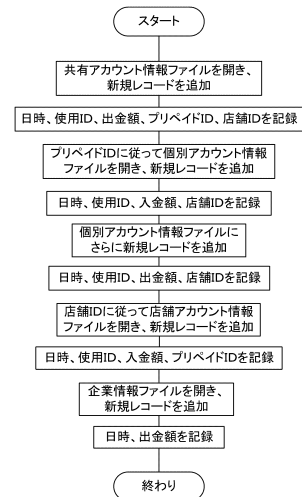 スタート
共有アカウント情報ファイルを開き、
新規レコードを追加
日時、使用ID、出金額、プリペイドID、店舗IDを記録
プリペイドIDに従って個別アカウント情報
ファイルを開き、新規レコードを追加
日時、使用ID、入金額、店舗IDを記録
個別アカウント情報ファイルに
さらに新規レコードを追加
日時、使用ID、出金額、店舗IDを記録
店舗IDに従って店舗アカウント情報
ファイルを開き、新規レコードを追加
日時、使用ID、入金額、プリペイドIDを記録
企業情報ファイルを開き、
新規レコードを追加
日時、出金額を記録
終わり